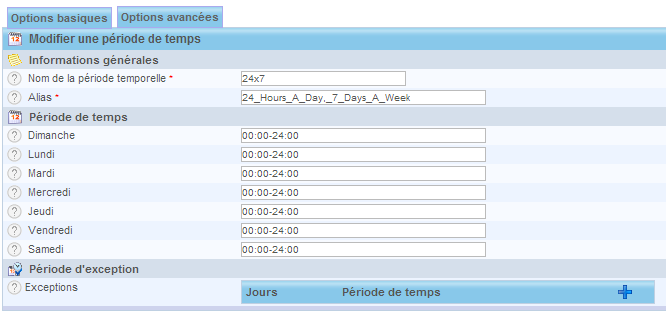 Options basiques Options avancées
Modifier une période de temps
Informations générales
Nom de la période temporelle * 24x7
Alias * 24_Hours_A_Day,_7_Days_A_Week
Période de temps
Dimanche 00:00-24:00
Lundi 00:00-24:00
Mardi 00:00-24:00
Mercredi 00:00-24:00
Jeudi 00:00-24:00
Vendredi 00:00-24:00
Samedi 00:00-24:00
Période d'exception
Exceptions Jours Période de temps